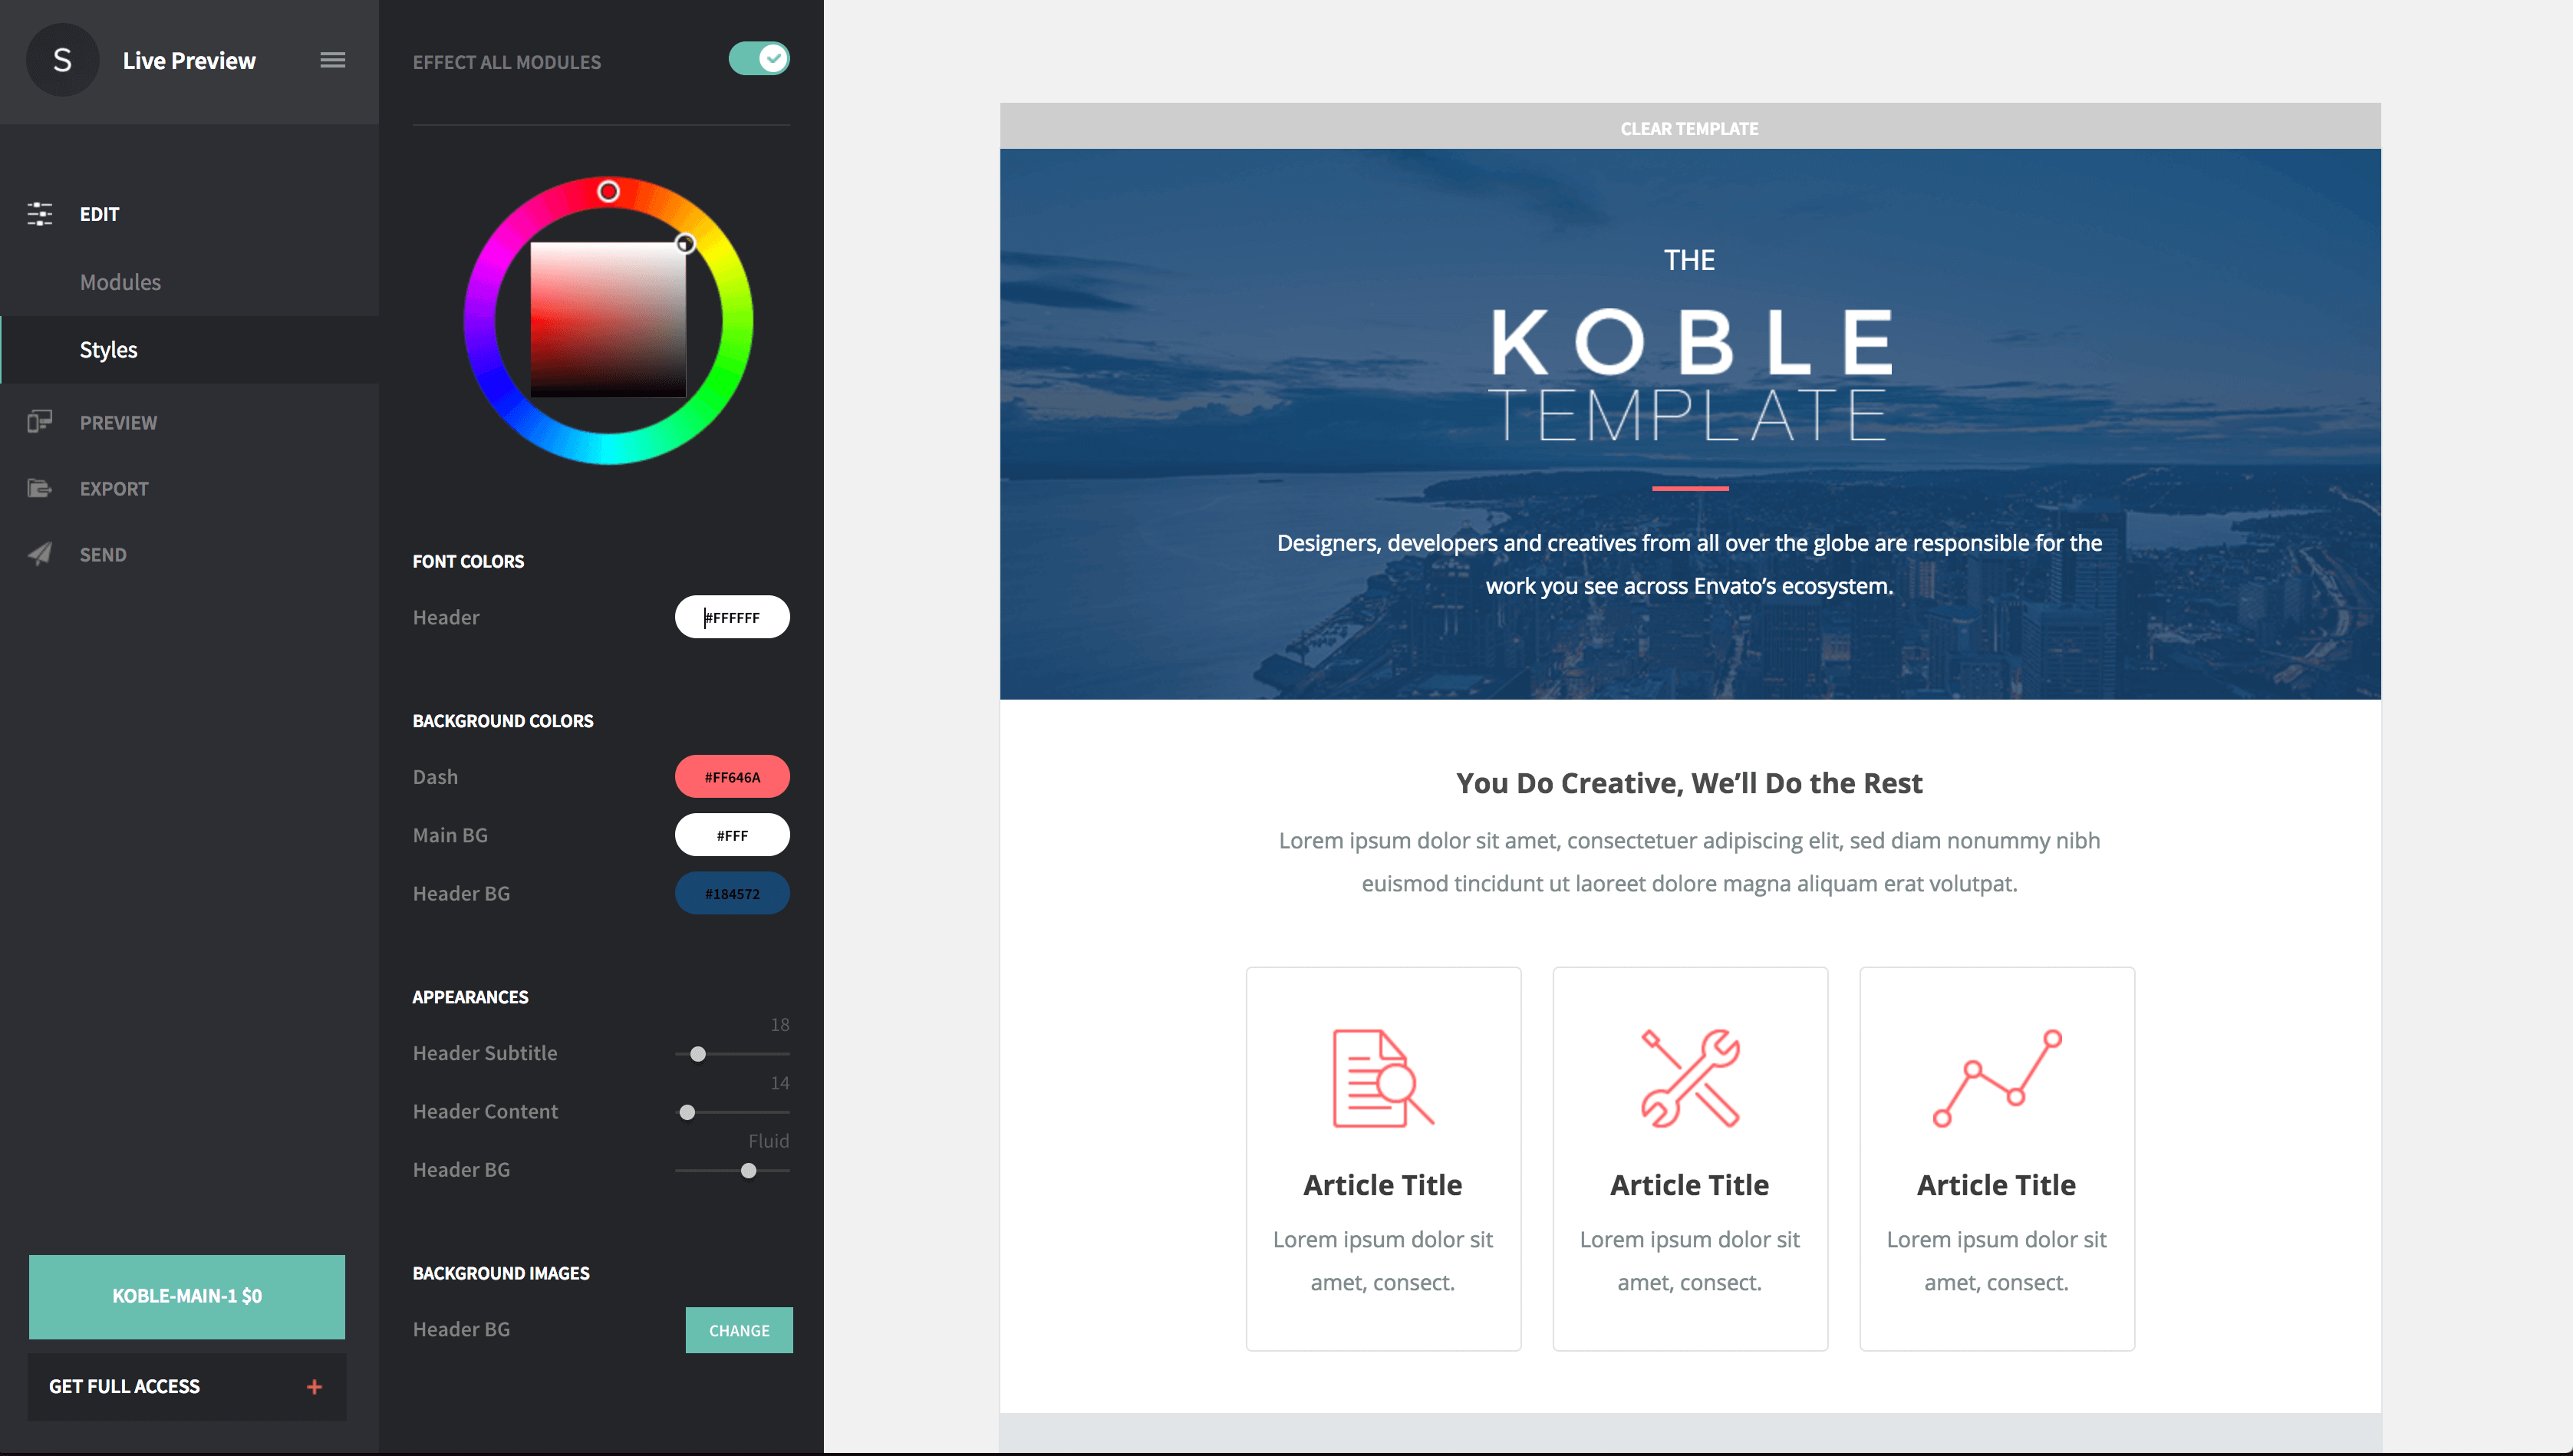 S
Live Preview
EDIT
Modules
Styles
PREVIEW
EXPORT
SEND
KOBLE-MAIN-1 $0
GET FULL ACCESS +
EFFECT ALL MODULES
FONT COLORS
Header #FFFFFF
BACKGROUND COLORS
Dash #FF646A
Main BG #FFF
Header BG #184572
APPEARANCES
18
Header Subtitle
14
Header Content
Fluid
Header BG
BACKGROUND IMAGES
Header BG CHANGE
CLEAR TEMPLATE
THE
KOBLE
TEMPLATE
Designers, developers and creatives from all over the globe are responsible for the
work you see across Envato’s ecosystem.
You Do Creative, We’ll Do the Rest
Lorem ipsum dolor sit amet, consectetuer adipiscing elit, sed diam nonummy nibh
euismod tincidunt ut laoreet dolore magna aliquam erat volutpat.
Article Title
Lorem ipsum dolor sit
amet, consect.
Article Title
Lorem ipsum dolor sit
amet, consect.
Article Title
Lorem ipsum dolor sit
amet, consect.